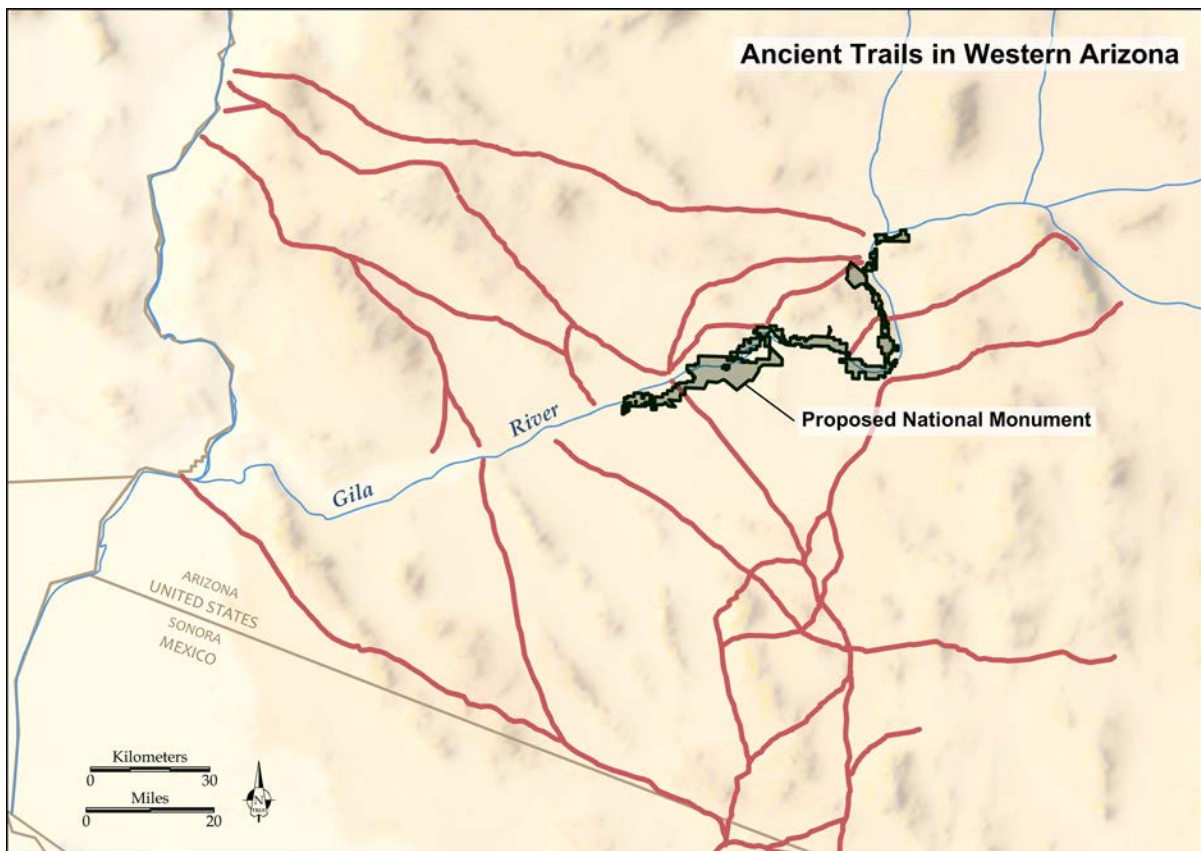 Ancient Trails in Western Arizona
Proposed National Monument
River
Gila
ARIZONA
UNITED STATES
SONORA
MEXICO
Kilometers
0 30
Miles
0 20
N
TRUE